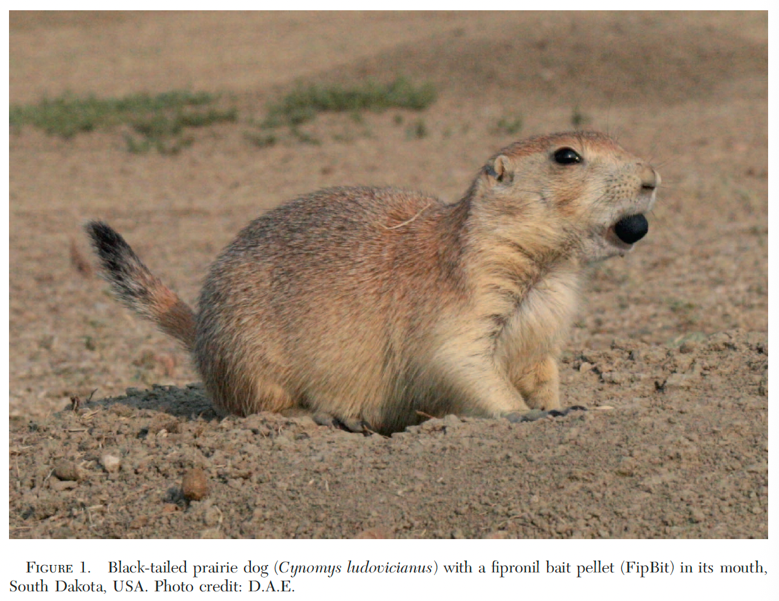 FIGURE 1. Black-tailed prairie dog (Cynomys ludovicianus) with a fipronil bait pellet (FipBit) in its mouth,
South Dakota, USA. Photo credit: D.A.E.